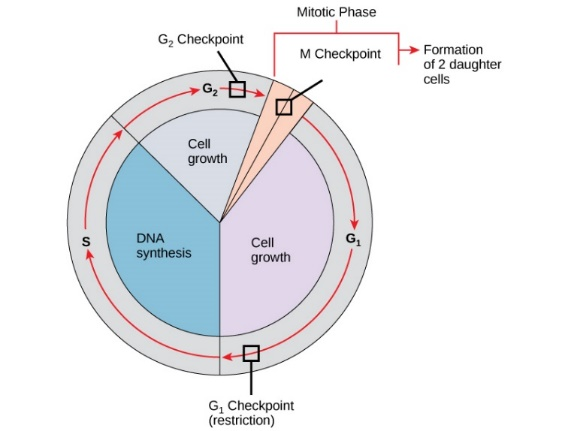 Mitotic Phase
G₂ Checkpoint
M Checkpoint
Formation
of 2 daughter
cells
G₂
Cell
growth
S
DNA
synthesis
Cell
growth
G₁
G₁ Checkpoint
(restriction)